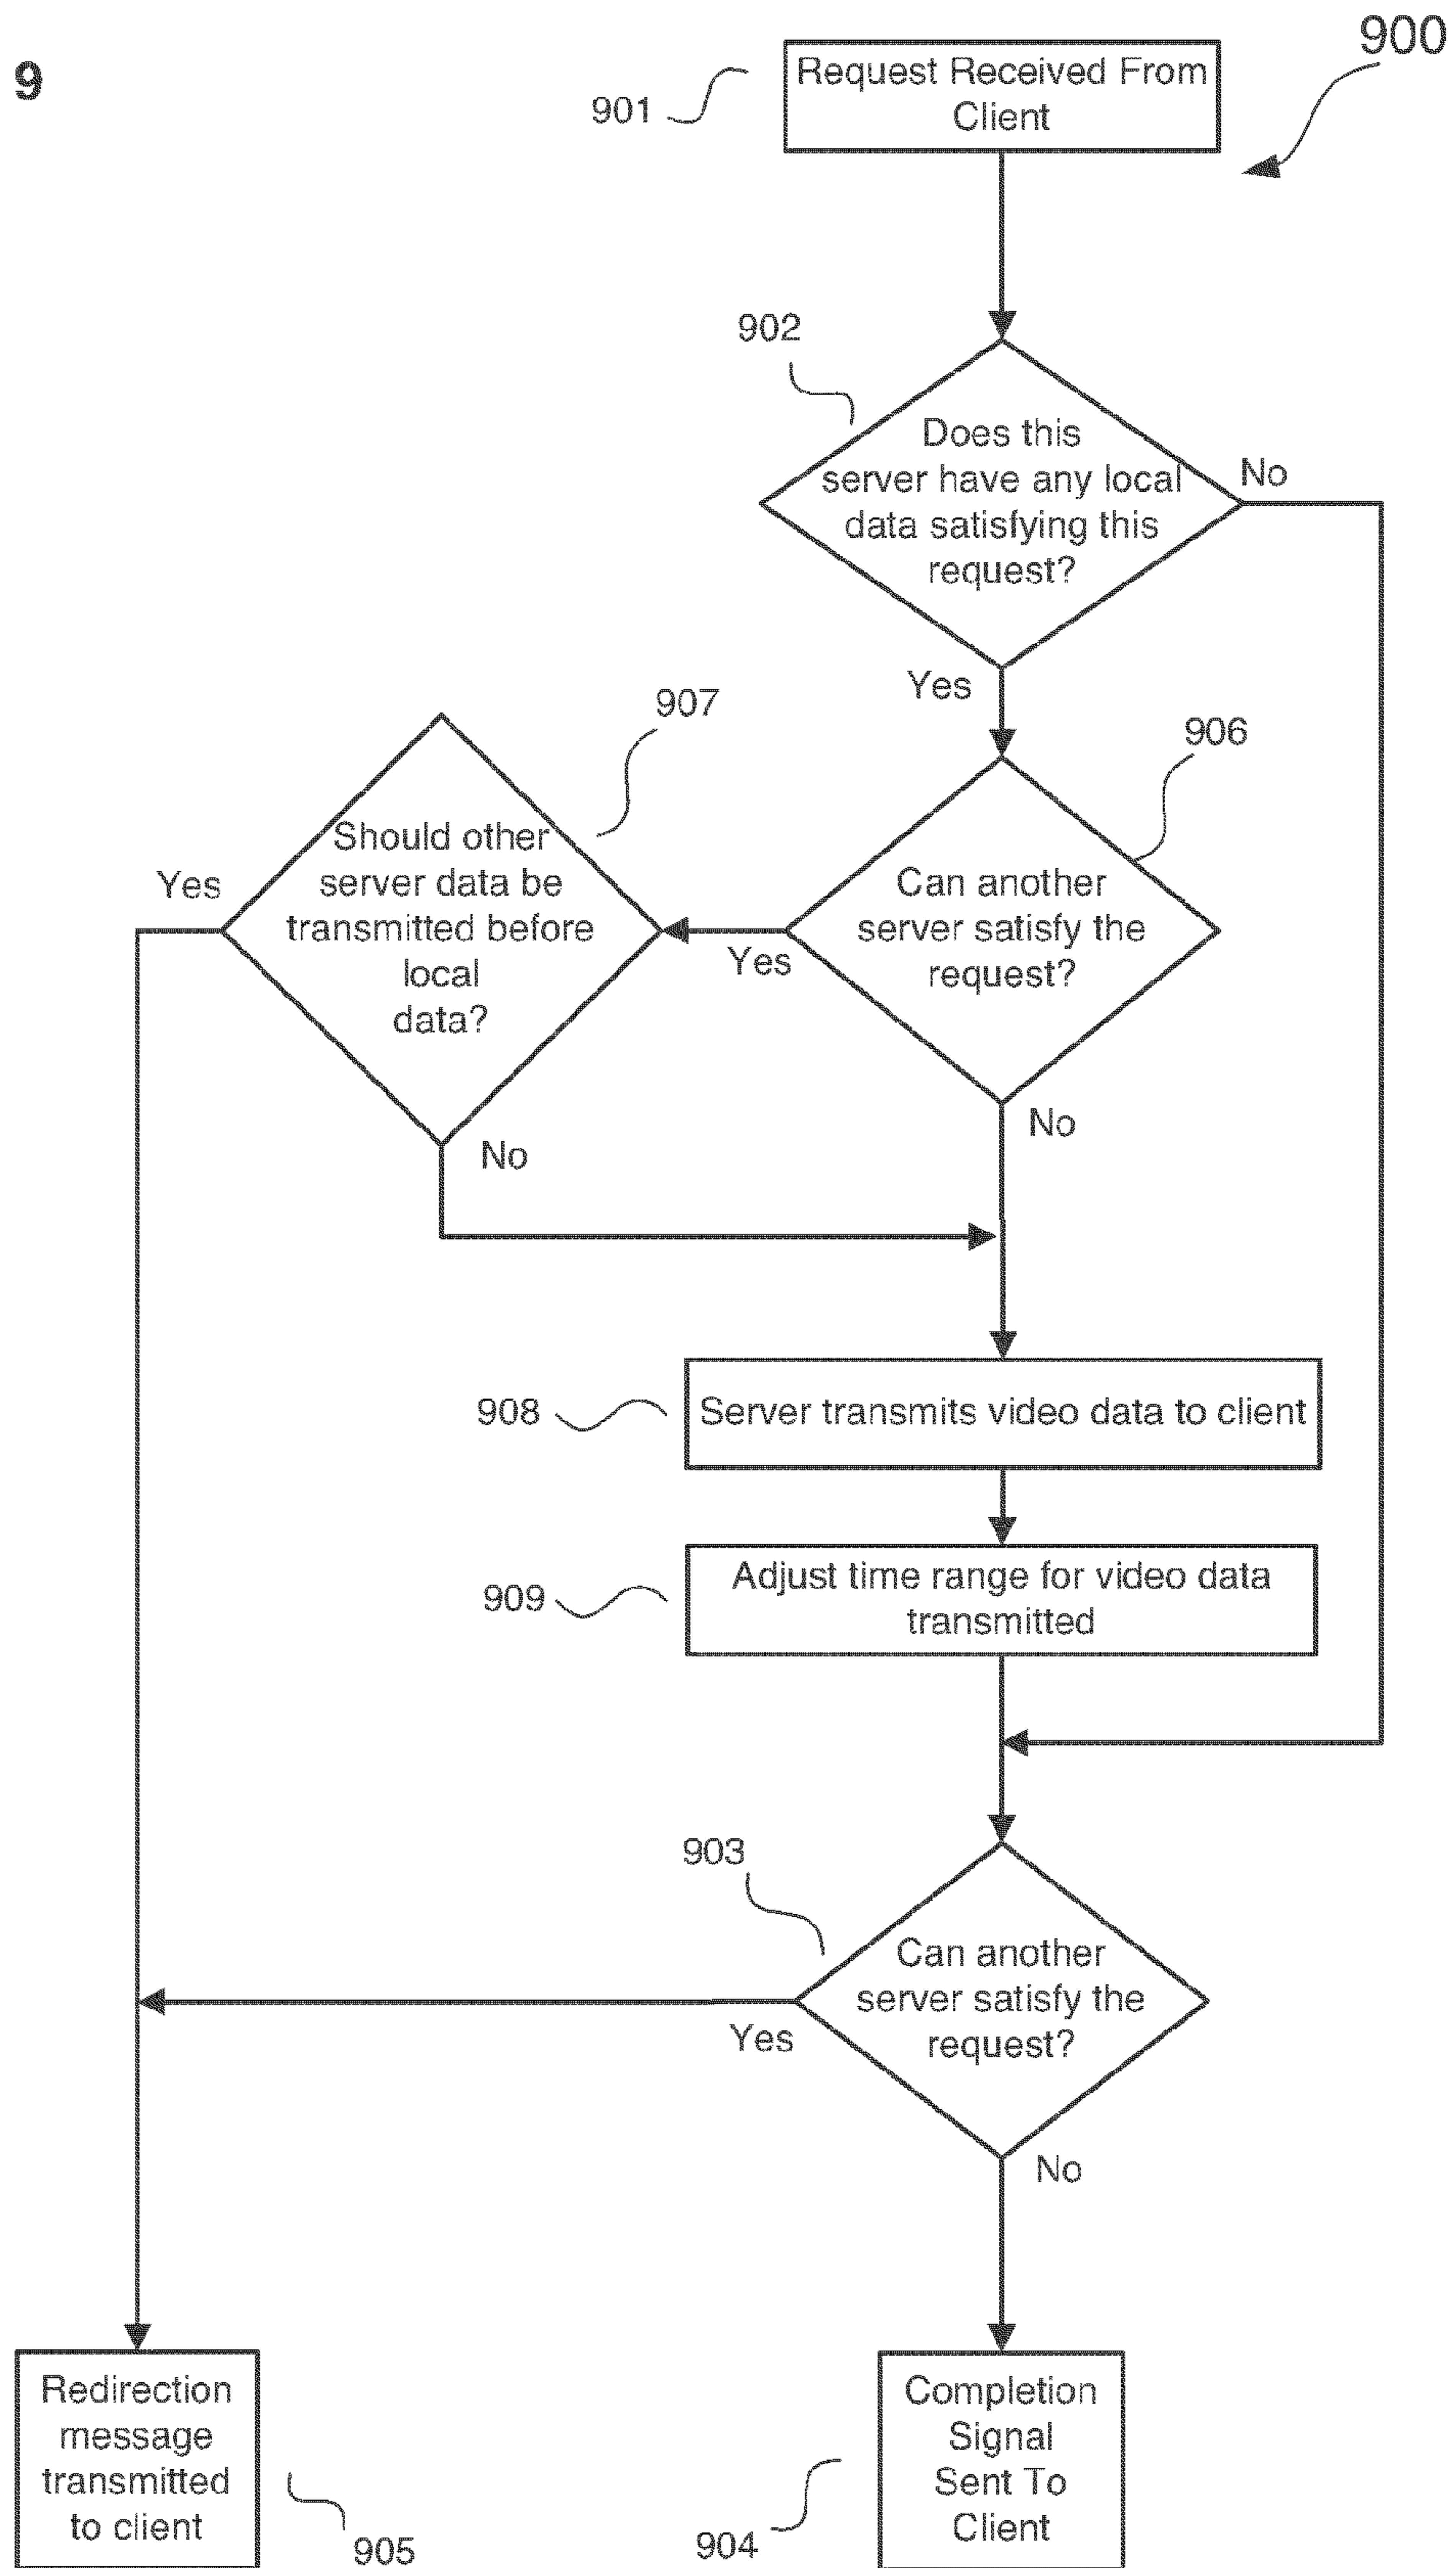 900
9
Request Received From
Client
901
902
Does this
server have any local
data satisfying this
request?
No
Yes
907
906
Should other
server data be
transmitted before
local
data?
Yes
Can another
server satisfy the
request?
Yes
No
No
908
Server transmits video data to client
909
Adjust time range for video data
transmitted
903
Can another
server satisfy the
request?
Yes
No
Redirection
message
transmitted
to client
905
Completion
Signal
Sent To
Client
904